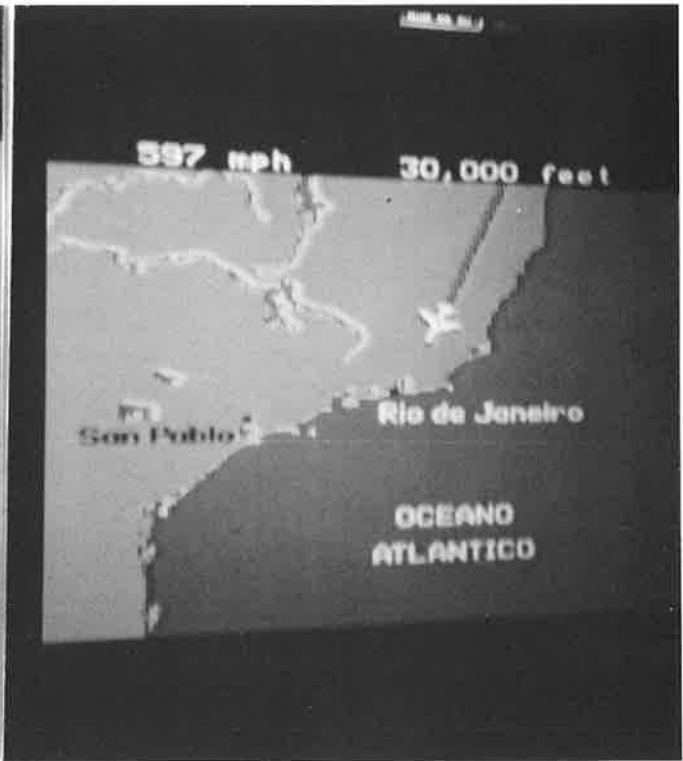 597 mph 30,000 feet
Rio de Janeiro
San Pablo
OCEANO
ATLANTICO